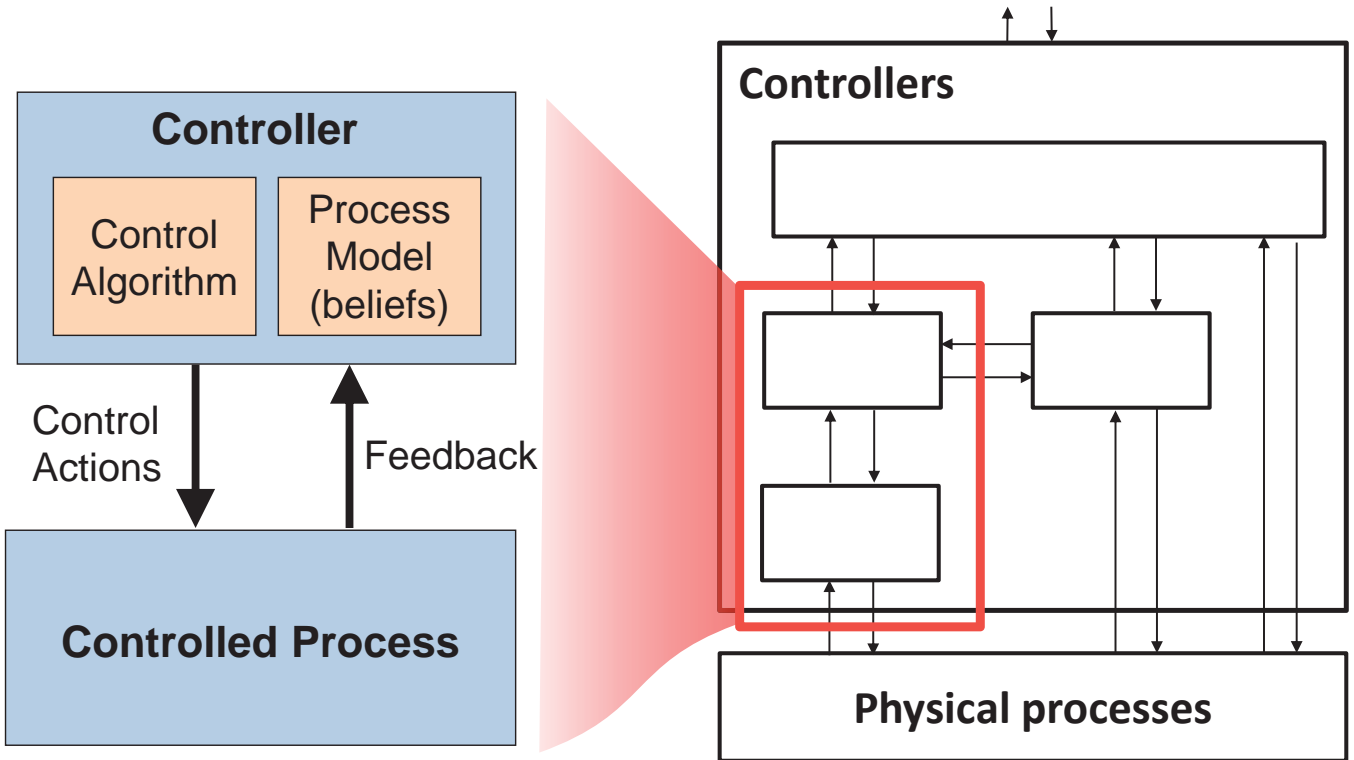 Controller
Control
Algorithm
Process
Model
(beliefs)
Control
Actions
Feedback
Controlled Process
Controllers
Physical processes